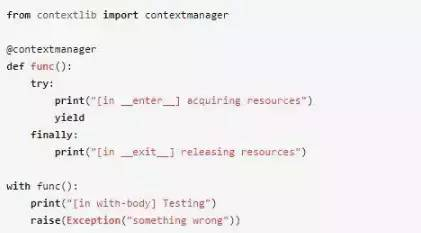 from contextlib import contextmanager
@contextmanager
def func():
    try:
        print("[in __enter__] acquiring resources")
        yield
    finally:
        print("[in __exit__] releasing resources")
with func():
    print("[in with-body] Testing")
    raise(Exception("something wrong"))